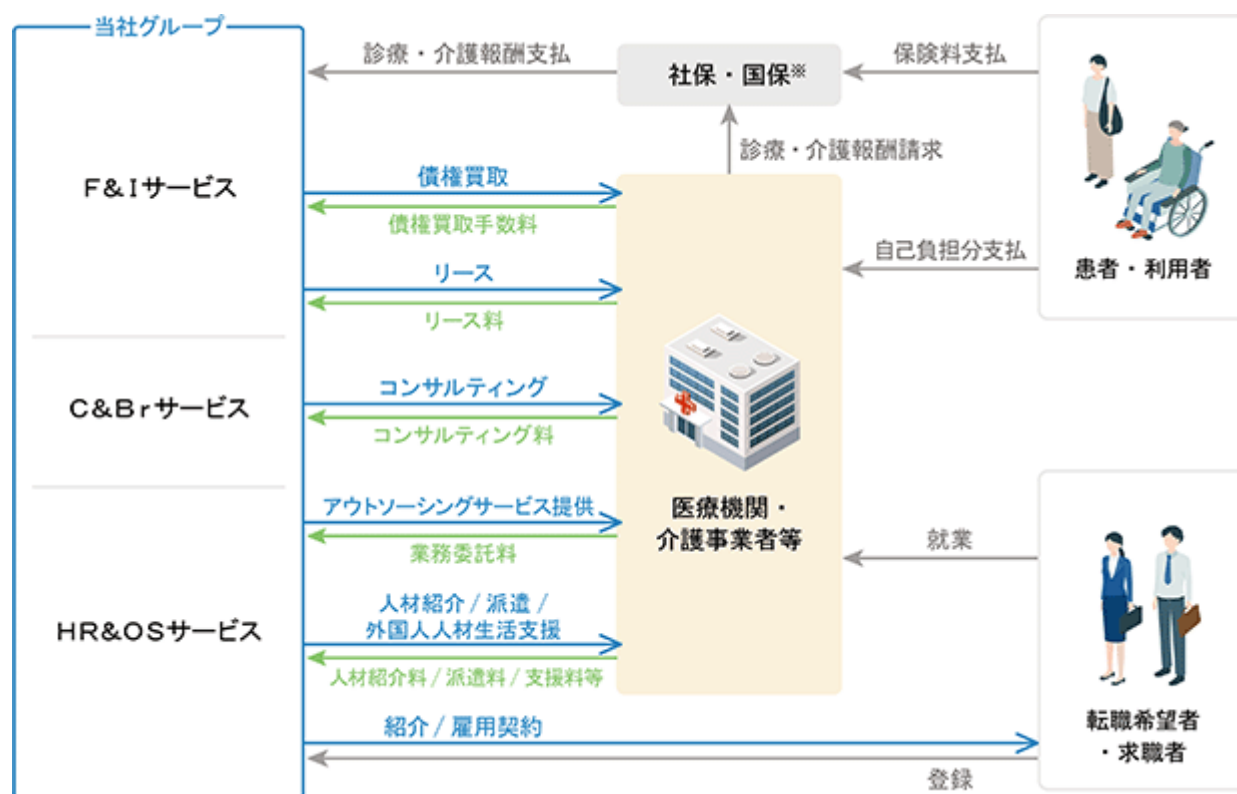 当社グループ
診療・介護報酬支払
社保・国保※
保険料支払
診療・介護報酬請求
F&Iサービス
債権買取
債権買取手数料
リース
リース料
自己負担分支払
患者・利用者
C&Brサービス
コンサルティング
コンサルティング料
HR&OSサービス
アウトソーシングサービス提供
業務委託料
人材紹介 / 派遣 /
外国人人材生活支援
人材紹介料 / 派遣料 / 支援料等
医療機関・
介護事業者等
就業
紹介 / 雇用契約
登録
転職希望者
・求職者